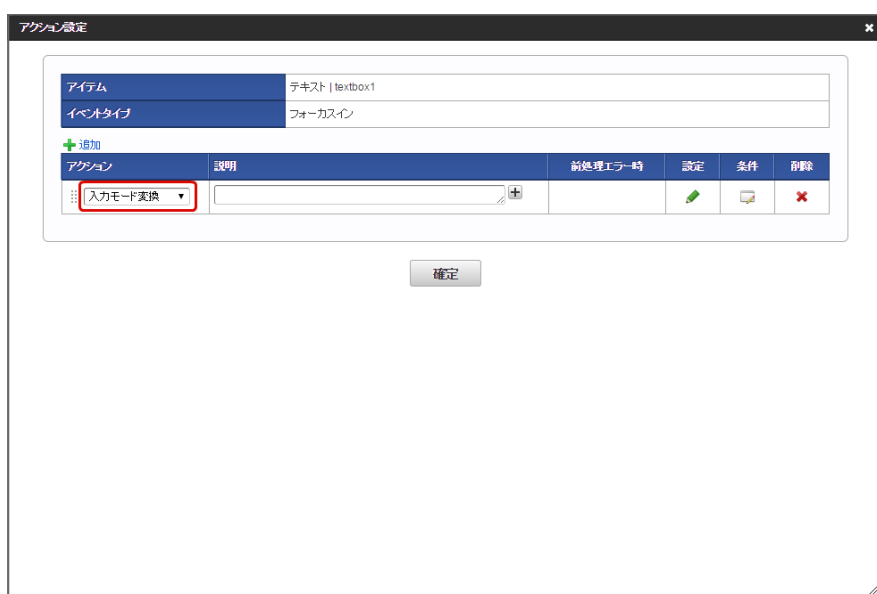 アクション設定
アイテム テキスト | textbox1
イベントタイプ フォーカスイン
追加
アクション 説明 前処理エラー時 設定 条件 削除
入力モード変換
確定